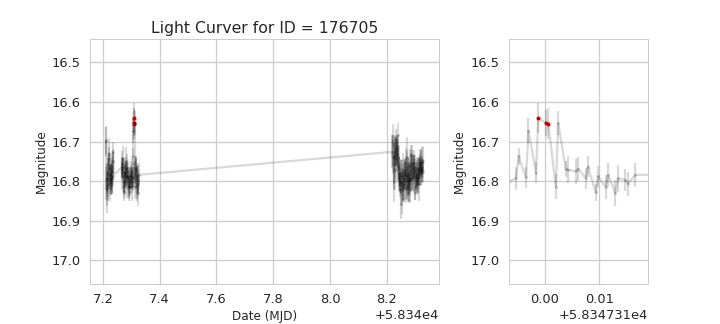 Light Curver for ID = 176705
Magnitude
16.5
16.6
16.7
16.8
16.9
17.0
7.2 7.4 7.6 7.8 8.0 8.2
Date (MJD)
+5.834e4
Magnitude
16.5
16.6
16.7
16.8
16.9
17.0
0.00 0.01
+5.834731e4